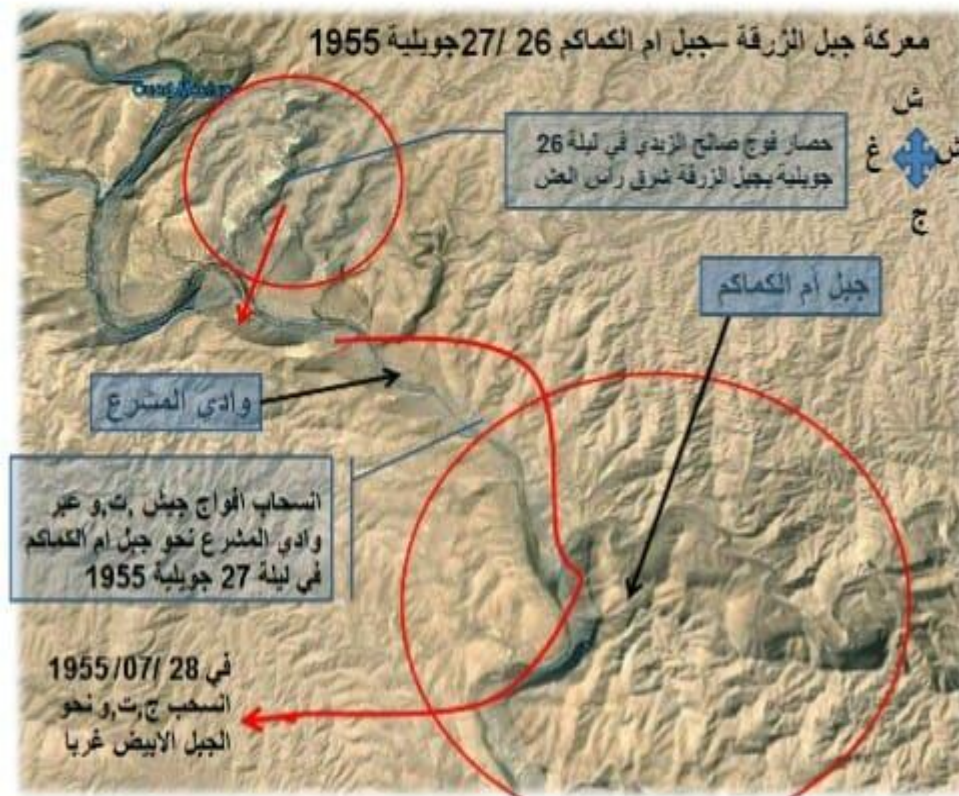 معركة جبل الزرقة –جبل ام الكماكم 26 /27جويلية 1955
ش
غ
ش
ج
حصار فوج صالح الزيدي في ليلة 26
جويلية بجبل الزرقة شرق راس العش
جبل أم الكماكم
وادي المشرع
انسحاب افواج جيش ,ت,و عبر
وادي المشرع نحو جبل ام الكماكم
في ليلة 27 جويلية 1955
في 28 /07/ 1955
انسحب ج,ت,و نحو
الجبل الابيض غربا